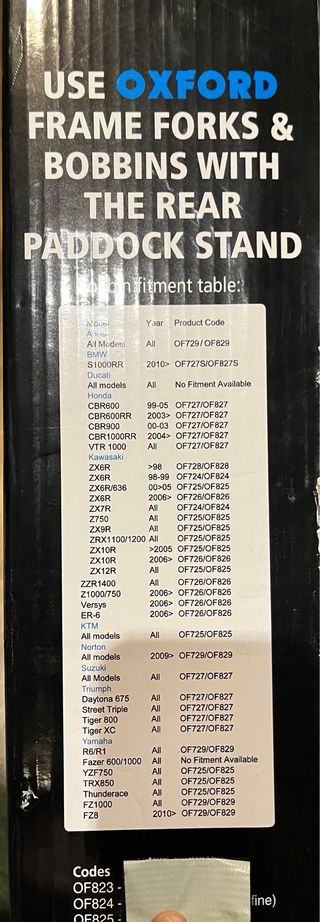 USE OXFORD
FRAME FORKS &
BOBBINS WITH
THE REAR
PADDOCK STAND
fitment table:
Model Year Product Code
All Models All OF729/OF829
BMW
S1000RR 2010> OF727S/OF827S
Ducati
All models All No Fitment Available
Honda
CBR600 99-05 OF727/OF827
CBR600RR 2003> OF727/OF827
CBR900 00-03 OF727/OF827
CBR1000RR 2004> OF727/OF827
VTR 1000 All OF727/OF827
Kawasaki
ZX6R >98 OF728/OF828
ZX6R 98-99 OF724/OF824
ZX6R/636 00>05 OF725/OF825
ZX6R 2006> OF726/OF826
ZX7R All OF724/OF824
Z750 All OF725/OF825
ZX9R All OF725/OF825
ZRX1100/1200 All OF725/OF825
ZX10R >2005 OF725/OF825
ZX10R 2006> OF726/OF826
ZX12R All OF725/OF825
ZZR1400 All OF726/OF826
Z1000/750 2006> OF726/OF826
Versys 2006> OF726/OF826
ER-6 2006> OF726/OF826
KTM
All models All OF725/OF825
Norton
All models 2009> OF729/OF829
Suzuki
All Models All OF727/OF827
Triumph
Daytona 675 All OF727/OF827
Street Triple All OF727/OF827
Tiger 800 All OF727/OF827
Tiger XC All OF727/OF827
Yamaha
R6/R1 All OF729/OF829
Fazer 600/1000 All No Fitment Available
YZF750 All OF725/OF825
TRX850 All OF725/OF825
Thunderace All OF725/OF825
FZ1000 All OF729/OF829
FZ8 2010> OF729/OF829
Codes
OF823 -
OF824 - fine)
OF825 -